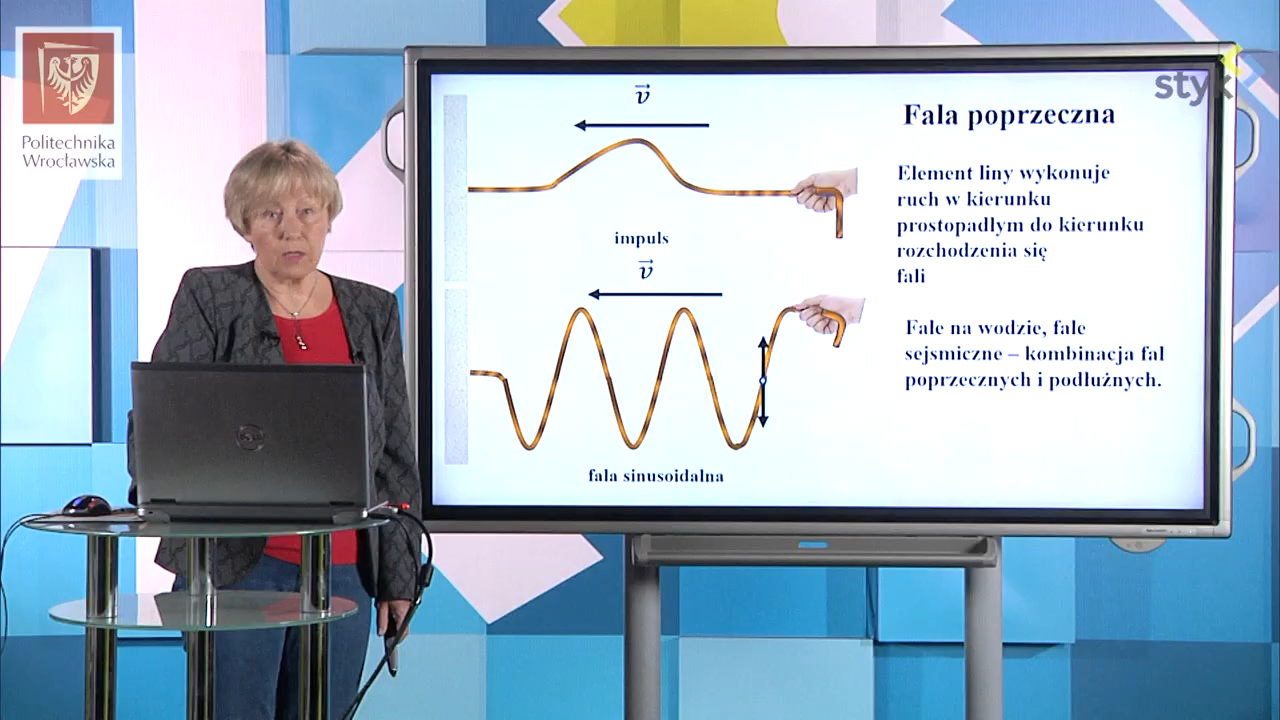 Politechnika
Wrocławska
styk
Fala poprzeczna
v
impuls
v
fala sinusoidalna
Element liny wykonuje
ruch w kierunku
prostopadłym do kierunku
rozchodzenia się
fali
Fale na wodzie, fale
sejsmiczne – kombinacja fal
poprzecznych i podłużnych.
DELL